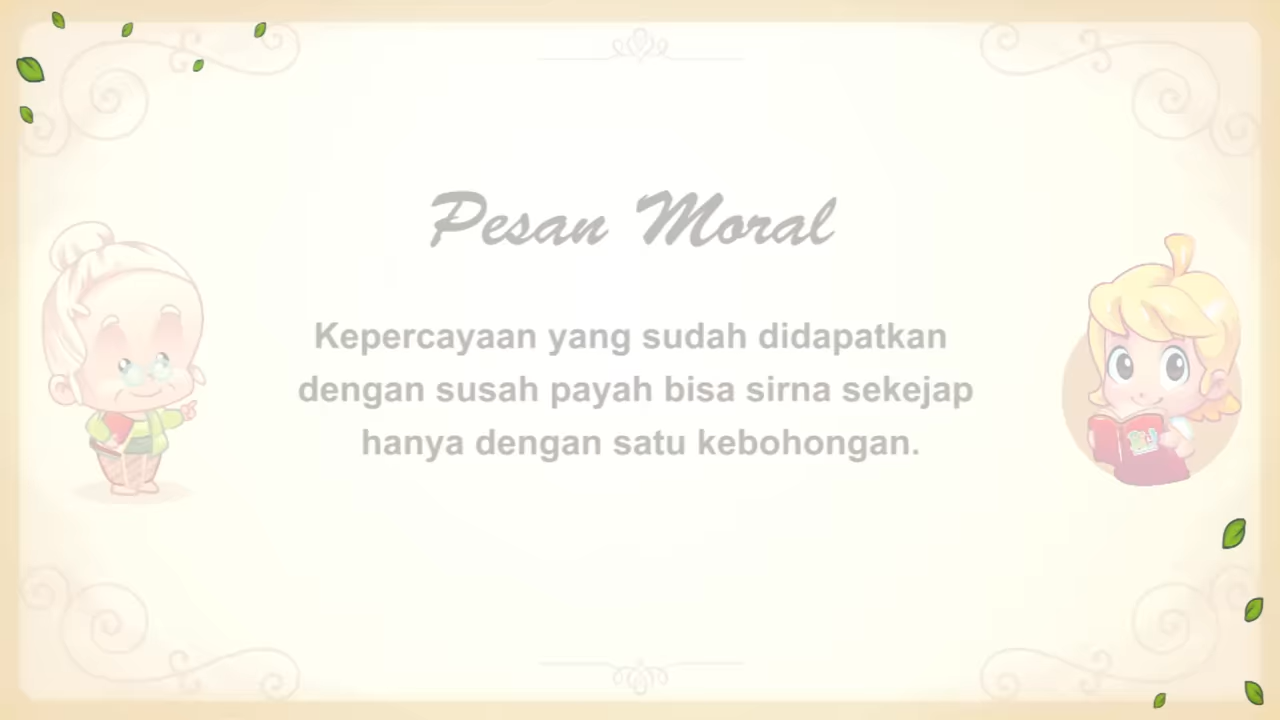 Pesan Moral
Kepercayaan yang sudah didapatkan
dengan susah payah bisa sirna sekejap
hanya dengan satu kebohongan.